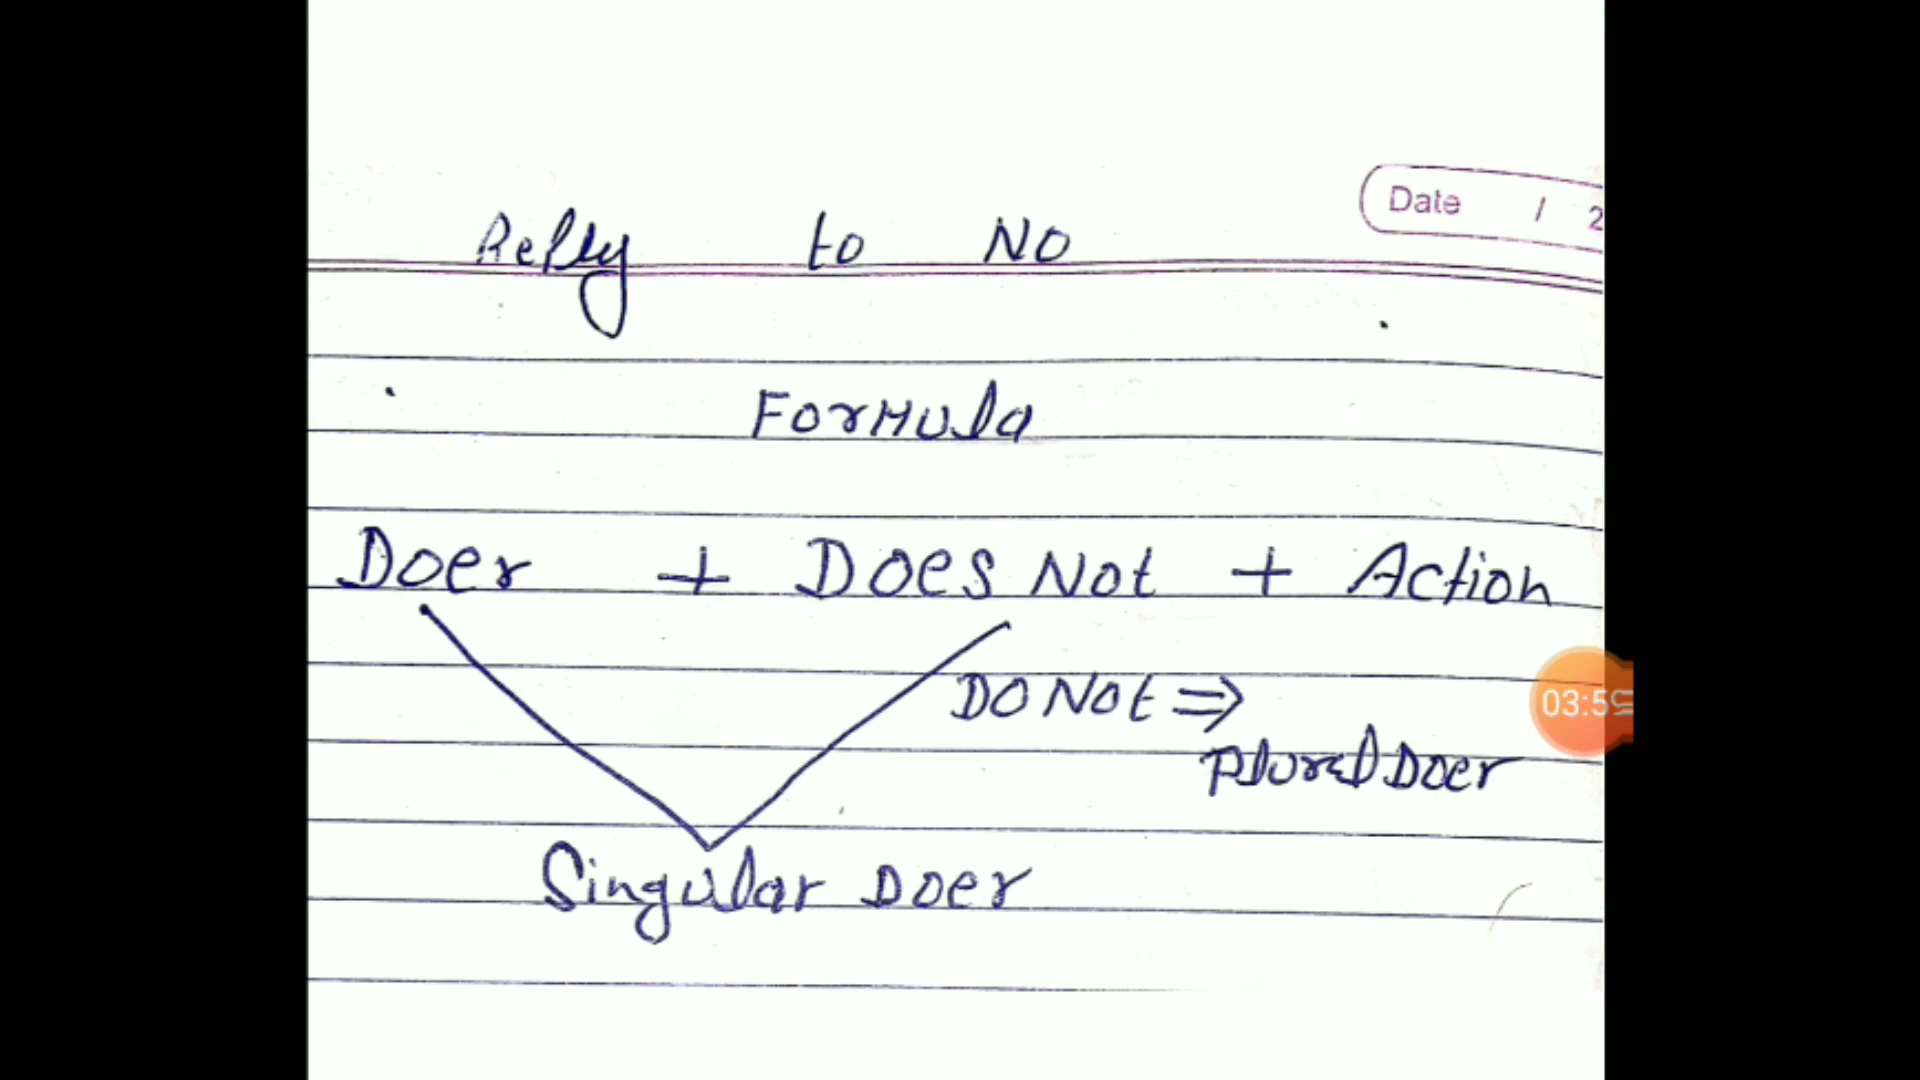 Date / 2
Reply to NO
Formula
Doer + Does Not + Action
DO NOt ⇒
Plural Doer
03:59
Singular Doer